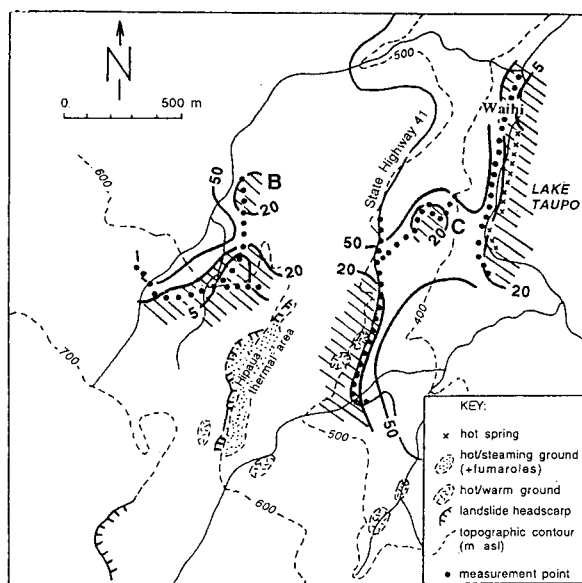 N
0. 500 m
500
5
Waihi
State Highway 41
600
50
B
20
LAKE
TAUPO
C
20
50
20
20
5
20
400
700
Hipaua
thermal area
50
500
600
KEY:
x hot spring
hot/steaming ground
(+fumaroles)
hot/warm ground
landslide headscarp
topographic contour
(m asl)
measurement point